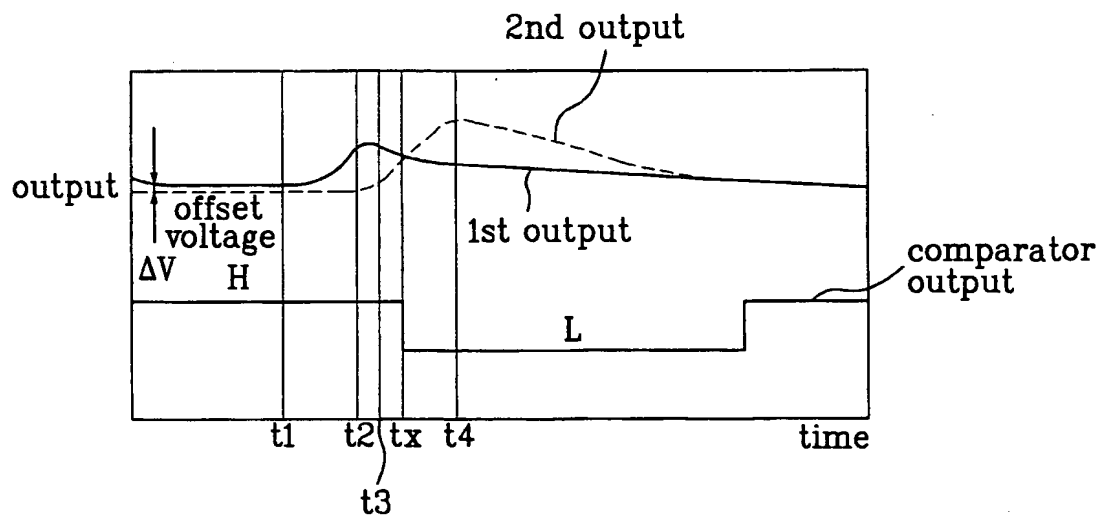 2nd output
output
offset
voltage
ΔV
H
1st output
comparator
output
L
t1
t2
tx
t4
time
t3